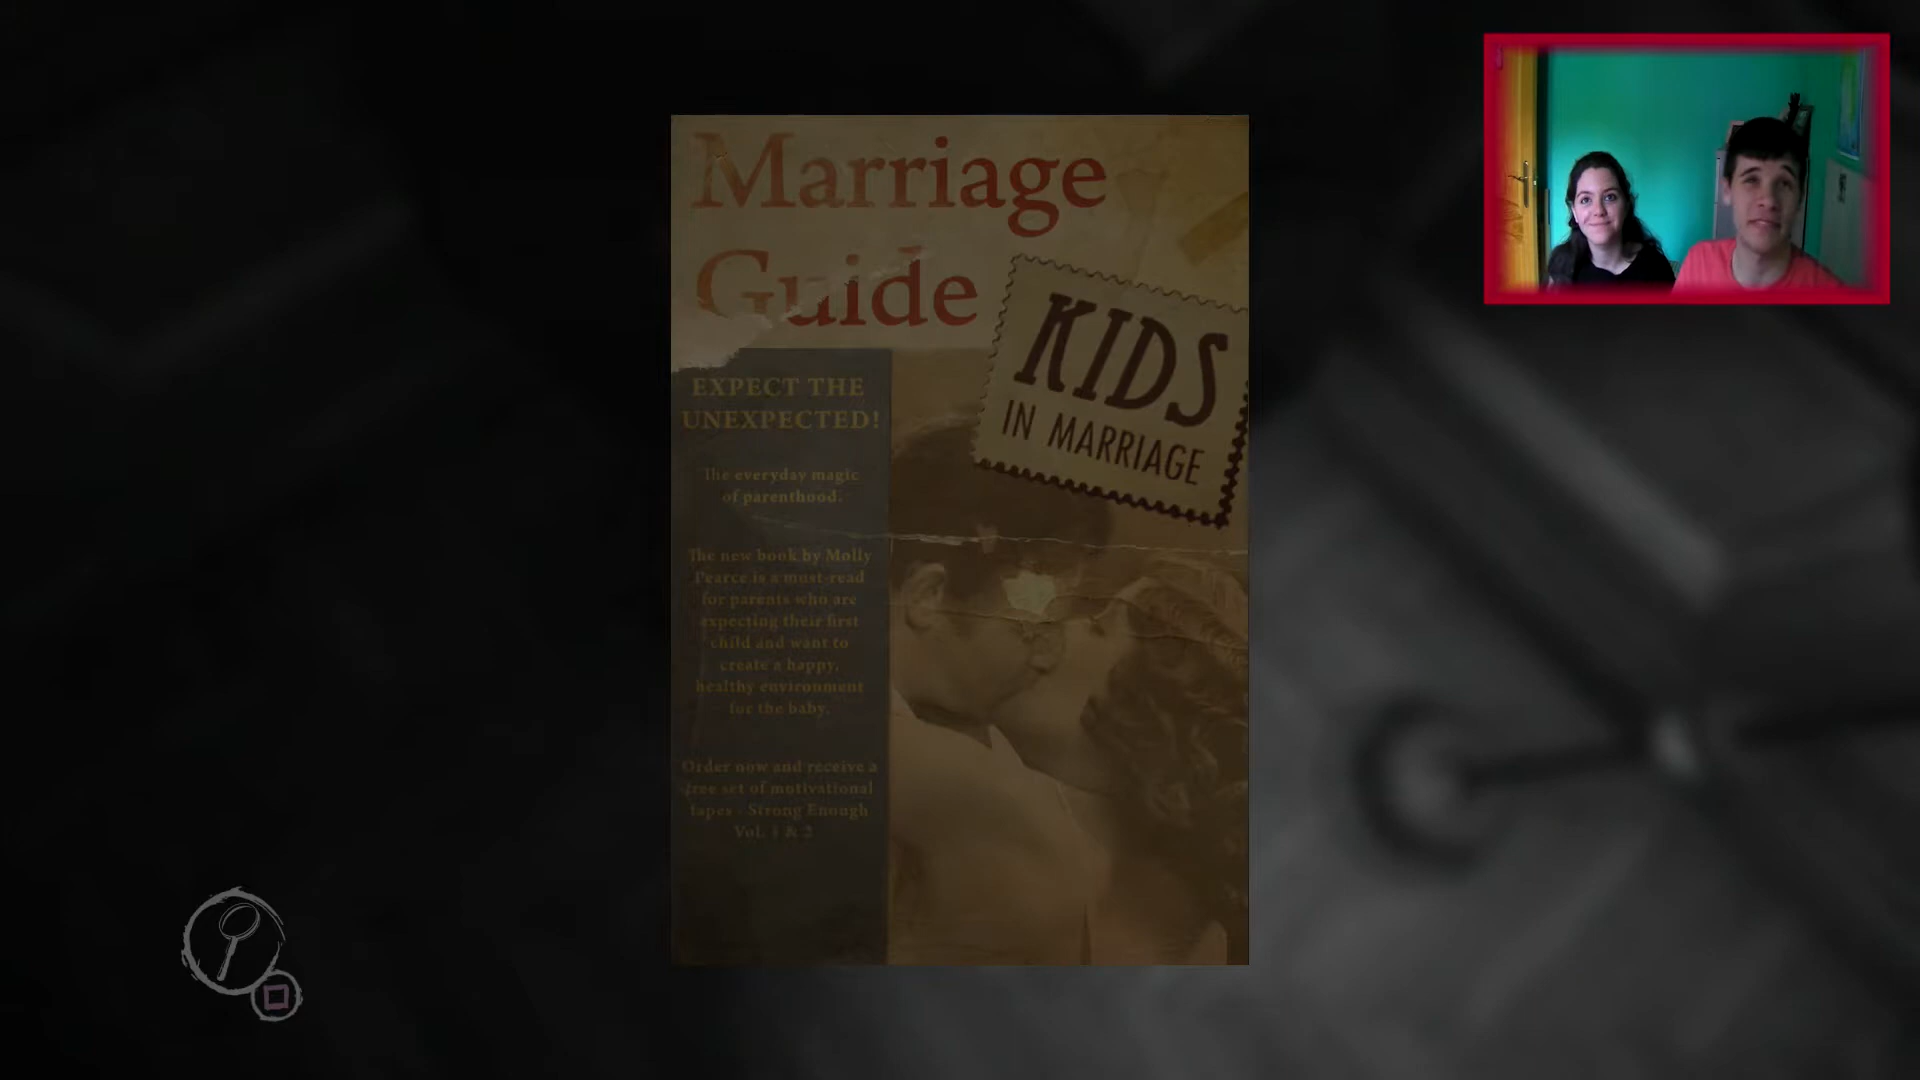 Marriage
Guide
KIDS
IN MARRIAGE
EXPECT THE
UNEXPECTED!
The everyday magic
of parenthood.
The new book by Molly
Pearce is a must-read
for parents who are
expecting their first
child and want to
create a happy,
healthy environment
for the baby.
Order now and receive a
free set of motivational
tapes - Strong Enough
Vol. 1 & 2